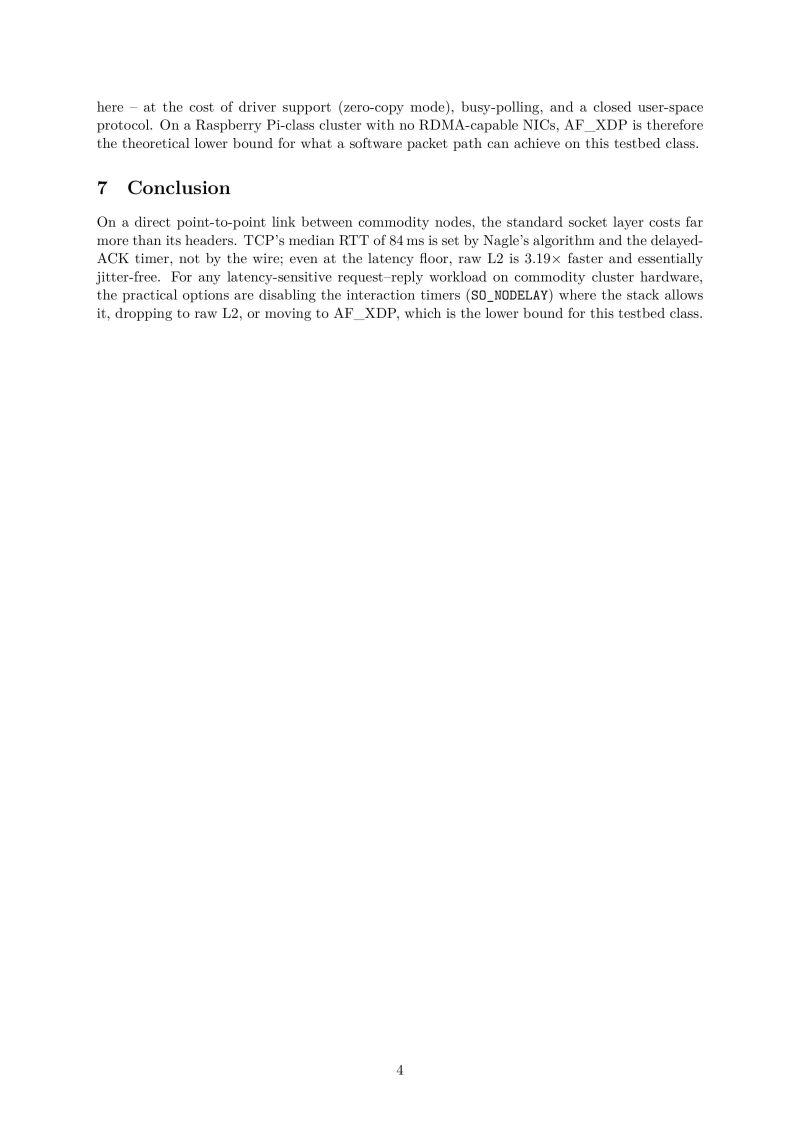 here – at the cost of driver support (zero-copy mode), busy-polling, and a closed user-space
protocol. On a Raspberry Pi-class cluster with no RDMA-capable NICs, AF_XDP is therefore
the theoretical lower bound for what a software packet path can achieve on this testbed class.
7 Conclusion
On a direct point-to-point link between commodity nodes, the standard socket layer costs far
more than its headers. TCP's median RTT of 84 ms is set by Nagle's algorithm and the delayed-
ACK timer, not by the wire; even at the latency floor, raw L2 is 3.19× faster and essentially
jitter-free. For any latency-sensitive request–reply workload on commodity cluster hardware,
the practical options are disabling the interaction timers (SO_NODELAY) where the stack allows
it, dropping to raw L2, or moving to AF_XDP, which is the lower bound for this testbed class.
4